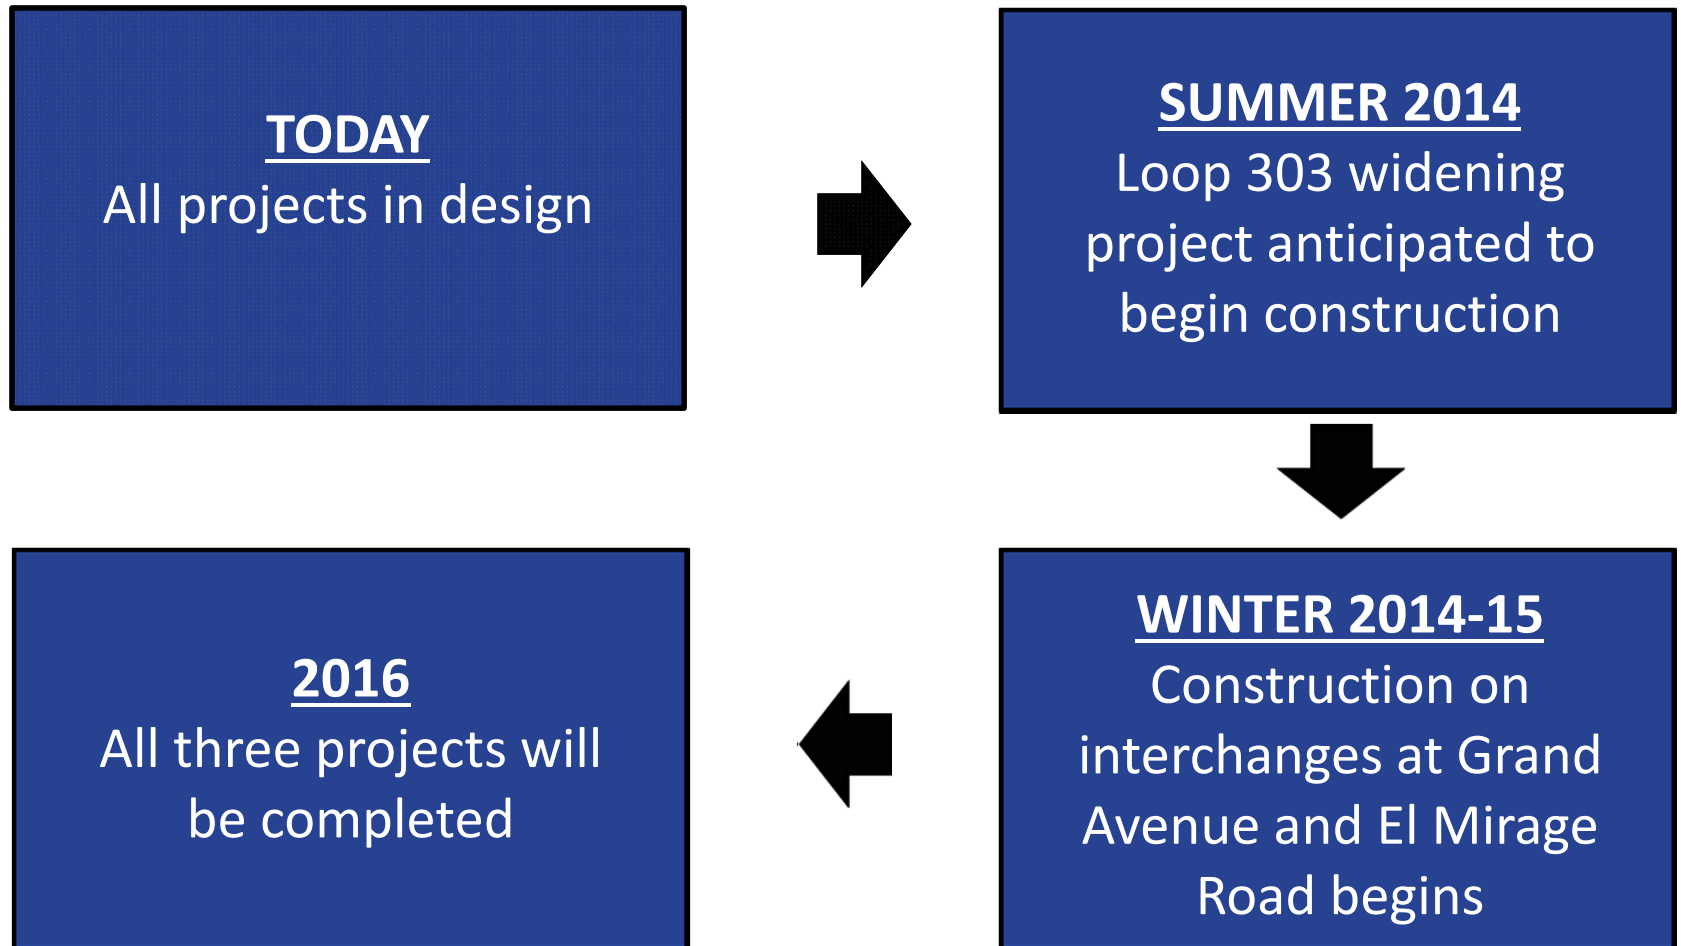 TODAY
All projects in design
SUMMER 2014
Loop 303 widening
project anticipated to
begin construction
WINTER 2014-15
Construction on
interchanges at Grand
Avenue and El Mirage
Road begins
2016
All three projects will
be completed